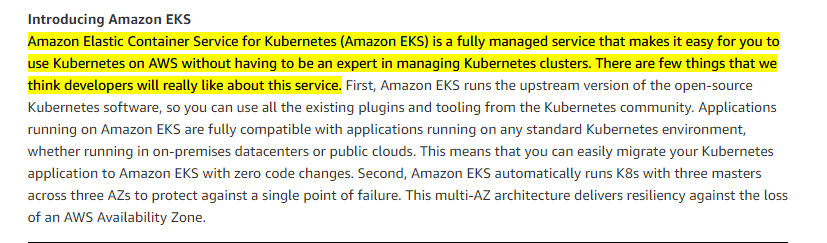 Introducing Amazon EKS
Amazon Elastic Container Service for Kubernetes (Amazon EKS) is a fully managed service that makes it easy for you to
use Kubernetes on AWS without having to be an expert in managing Kubernetes clusters. There are few things that we
think developers will really like about this service. First, Amazon EKS runs the upstream version of the open-source
Kubernetes software, so you can use all the existing plugins and tooling from the Kubernetes community. Applications
running on Amazon EKS are fully compatible with applications running on any standard Kubernetes environment,
whether running in on-premises datacenters or public clouds. This means that you can easily migrate your Kubernetes
application to Amazon EKS with zero code changes. Second, Amazon EKS automatically runs K8s with three masters
across three AZs to protect against a single point of failure. This multi-AZ architecture delivers resiliency against the loss
of an AWS Availability Zone.